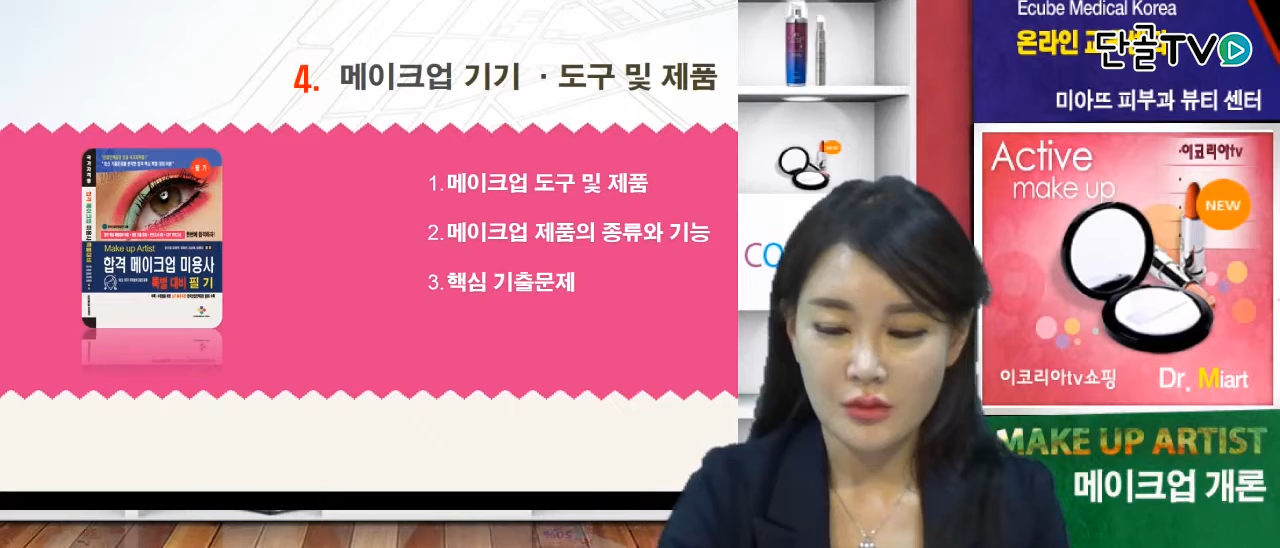 4. 메이크업 기기 · 도구 및 제품
1. 메이크업 도구 및 제품
2. 메이크업 제품의 종류와 기능
3. 핵심 기출문제
필기
Make up Artist
합격 메이크업 미용사
특별 대비 필기
NEW
CO
Ecube Medical Korea
온라인
단골TV
미아뜨 피부과 뷰티 센터
Active
make up
이코리아tv
NEW
이코리아tv쇼핑
Dr. Miart
MAKE UP ARTIST
메이크업 개론